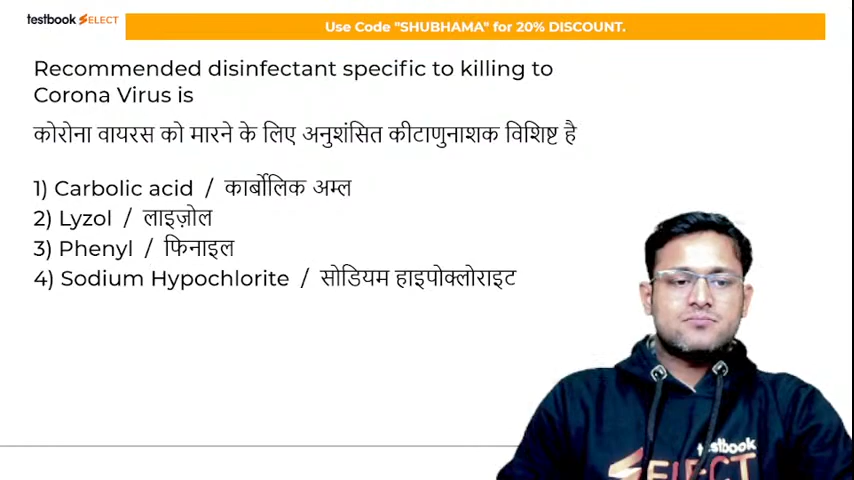 testbook SELECT
Use Code "SHUBHAMA" for 20% DISCOUNT.
Recommended disinfectant specific to killing to
Corona Virus is
कोरोना वायरस को मारने के लिए अनुशंसित कीटाणुनाशक विशिष्ट है
1) Carbolic acid / कार्बोलिक अम्ल
2) Lyzol / लाइज़ोल
3) Phenyl / फिनाइल
4) Sodium Hypochlorite / सोडियम हाइपोक्लोराइट
testbook
SELECT